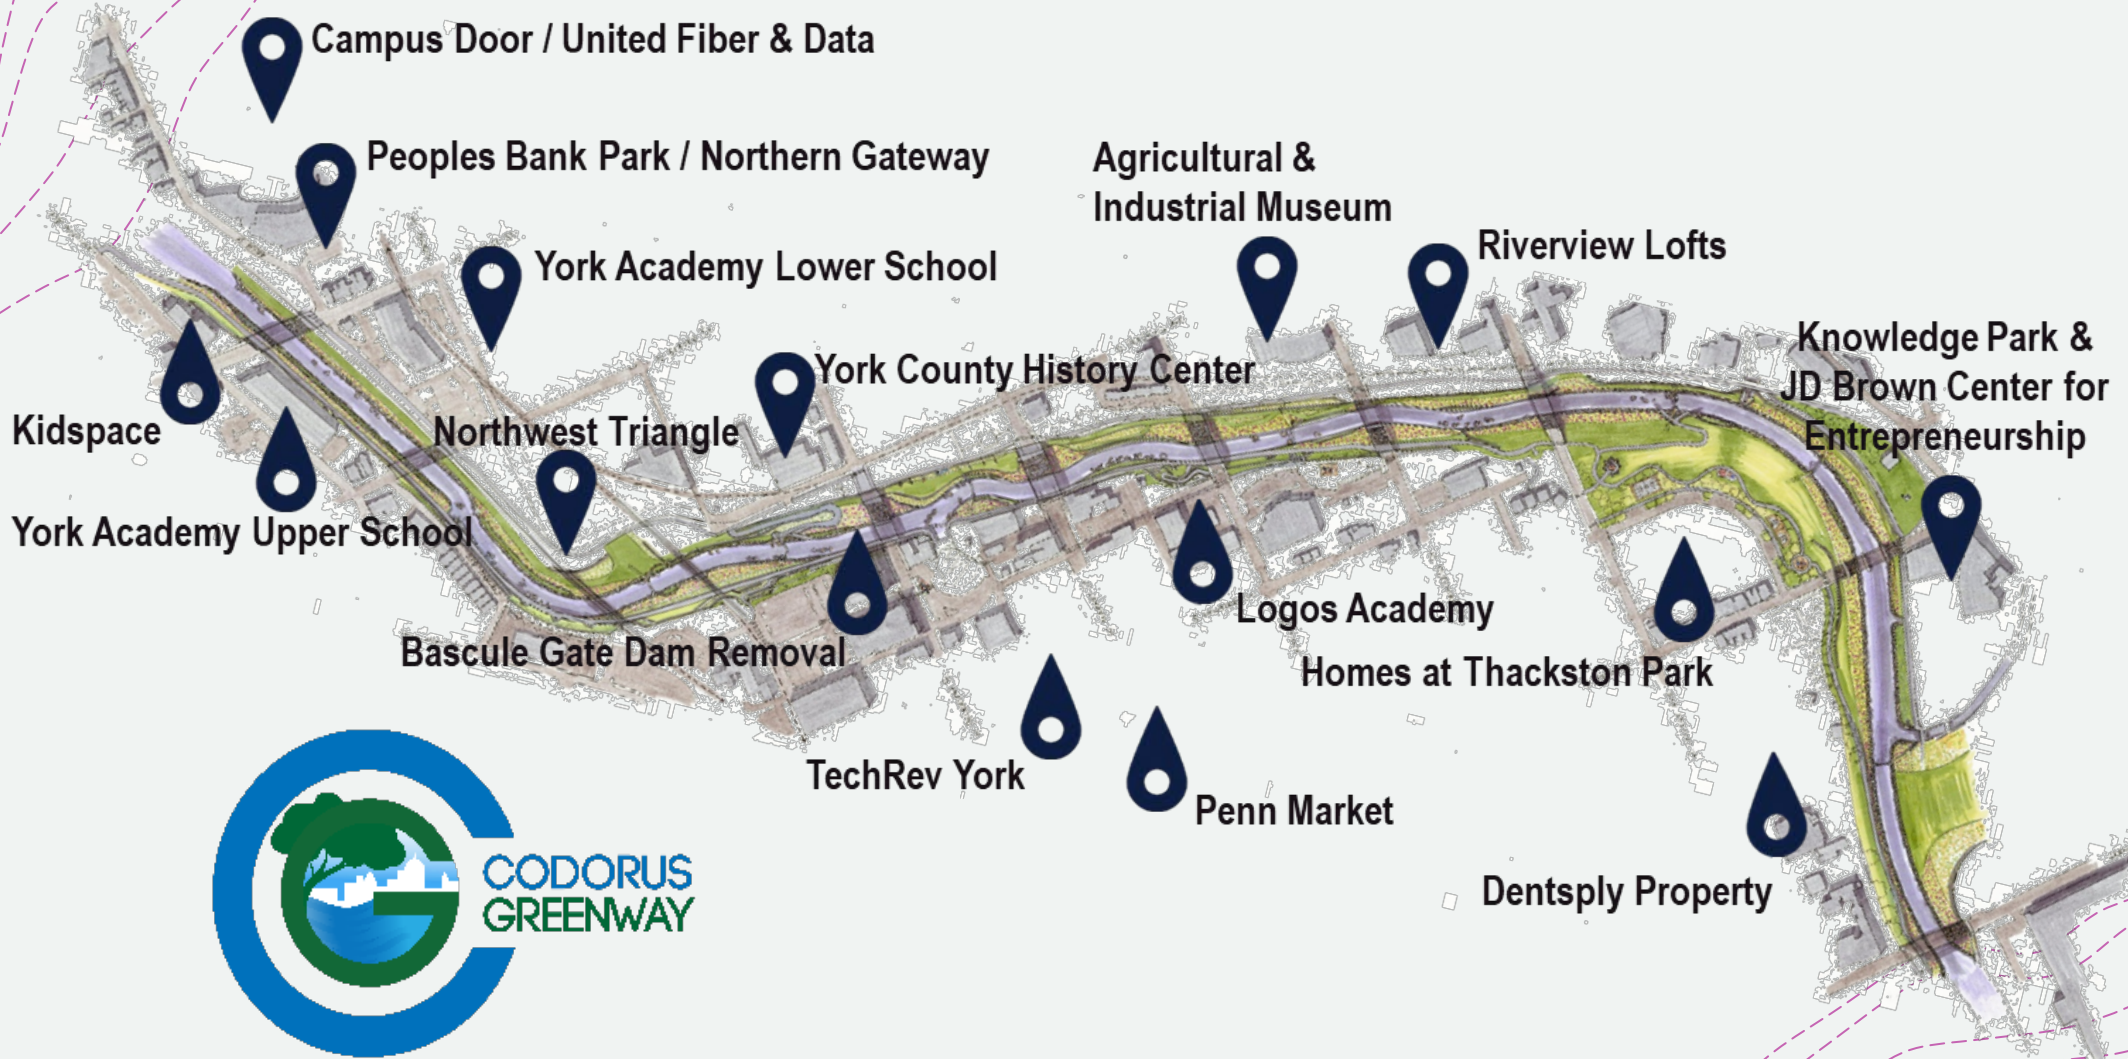 Campus Door / United Fiber & Data
Peoples Bank Park / Northern Gateway
Agricultural &
Industrial Museum
Riverview Lofts
York Academy Lower School
Knowledge Park &
JD Brown Center for
Entrepreneurship
York County History Center
Kidspace
Northwest Triangle
York Academy Upper School
Logos Academy
Bascule Gate Dam Removal
Homes at Thackston Park
TechRev York
Penn Market
CODORUS
GREENWAY
Dentsply Property